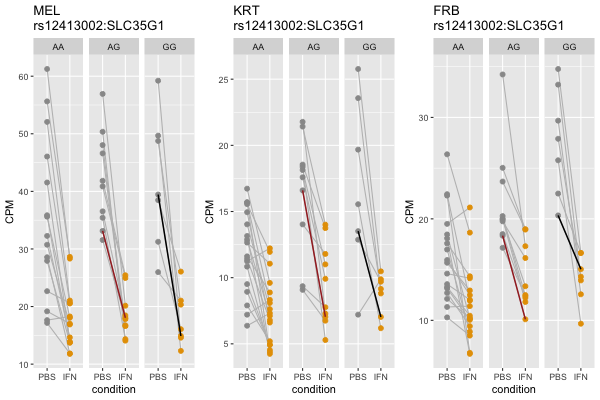 MEL
rs12413002:SLC35G1
AA AG GG
60
50
40
30
20
10
CPM
PBS IFN PBS IFN PBS IFN
condition
KRT
rs12413002:SLC35G1
AA AG GG
25
20
15
10
5
CPM
PBS IFN PBS IFN PBS IFN
condition
FRB
rs12413002:SLC35G1
AA AG GG
30
20
10
CPM
PBS IFN PBS IFN PBS IFN
condition